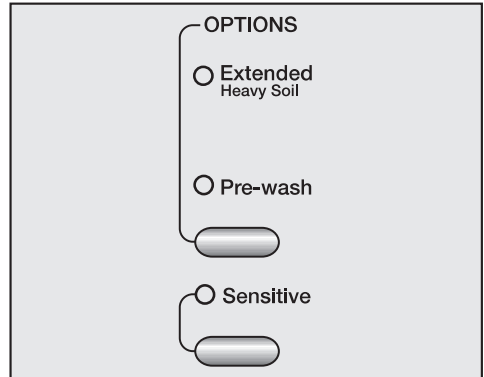 OPTIONS
Extended
Heavy Soil
Pre-wash
Sensitive